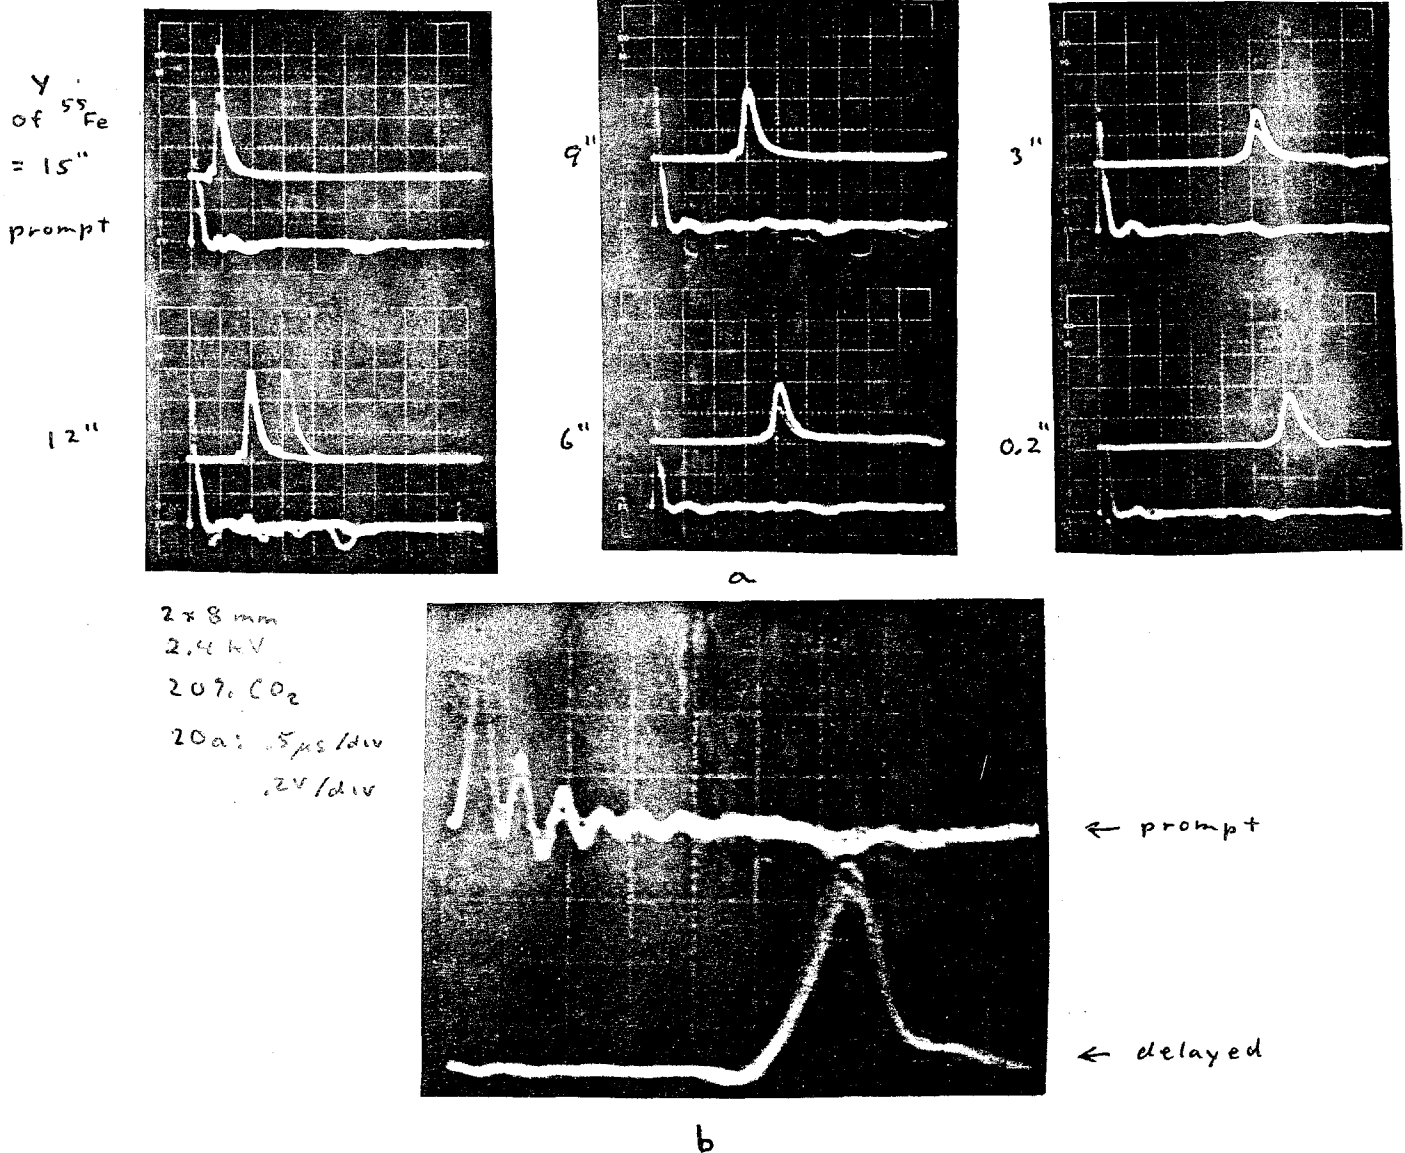 Y
of ⁵⁵Fe
= 15"
prompt
9"
3"
12"
6"
0.2"
a
2 x 8 mm
2.4 kV
20% CO₂
20a: .5μs/div
.2V/div
← prompt
← delayed
b